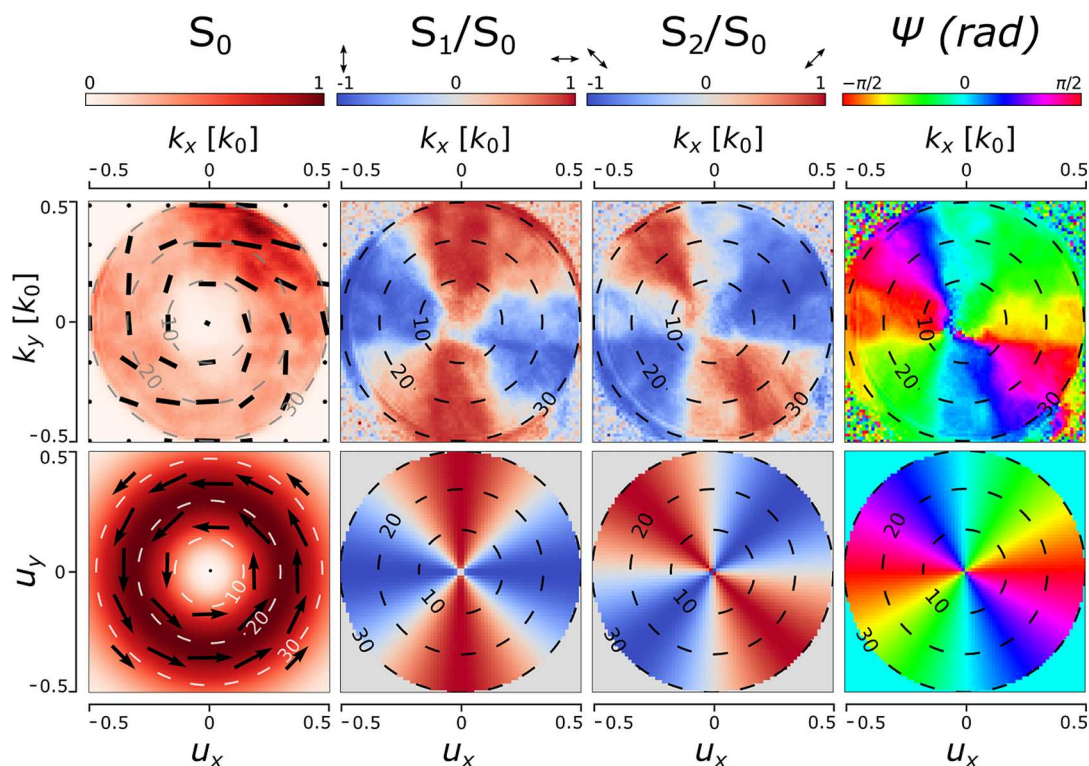 S₀ S₁/S₀ S₂/S₀ Ψ (rad)
0 1 -1 0 1 -1 0 1 −π/2 0 π/2
kₓ [k₀] kₓ [k₀] kₓ [k₀] kₓ [k₀]
-0.5 0 0.5 -0.5 0 0.5 -0.5 0 0.5 -0.5 0 0.5
0.5
k_y [k₀] 0
10 10 10 10
20 20 20 20
30 30 30 30
-0.5
0.5
20 20 20
u_y 0
10 10 10 10
20
30 30 30 30
-0.5
-0.5 0 0.5 -0.5 0 0.5 -0.5 0 0.5 -0.5 0 0.5
uₓ uₓ uₓ uₓ